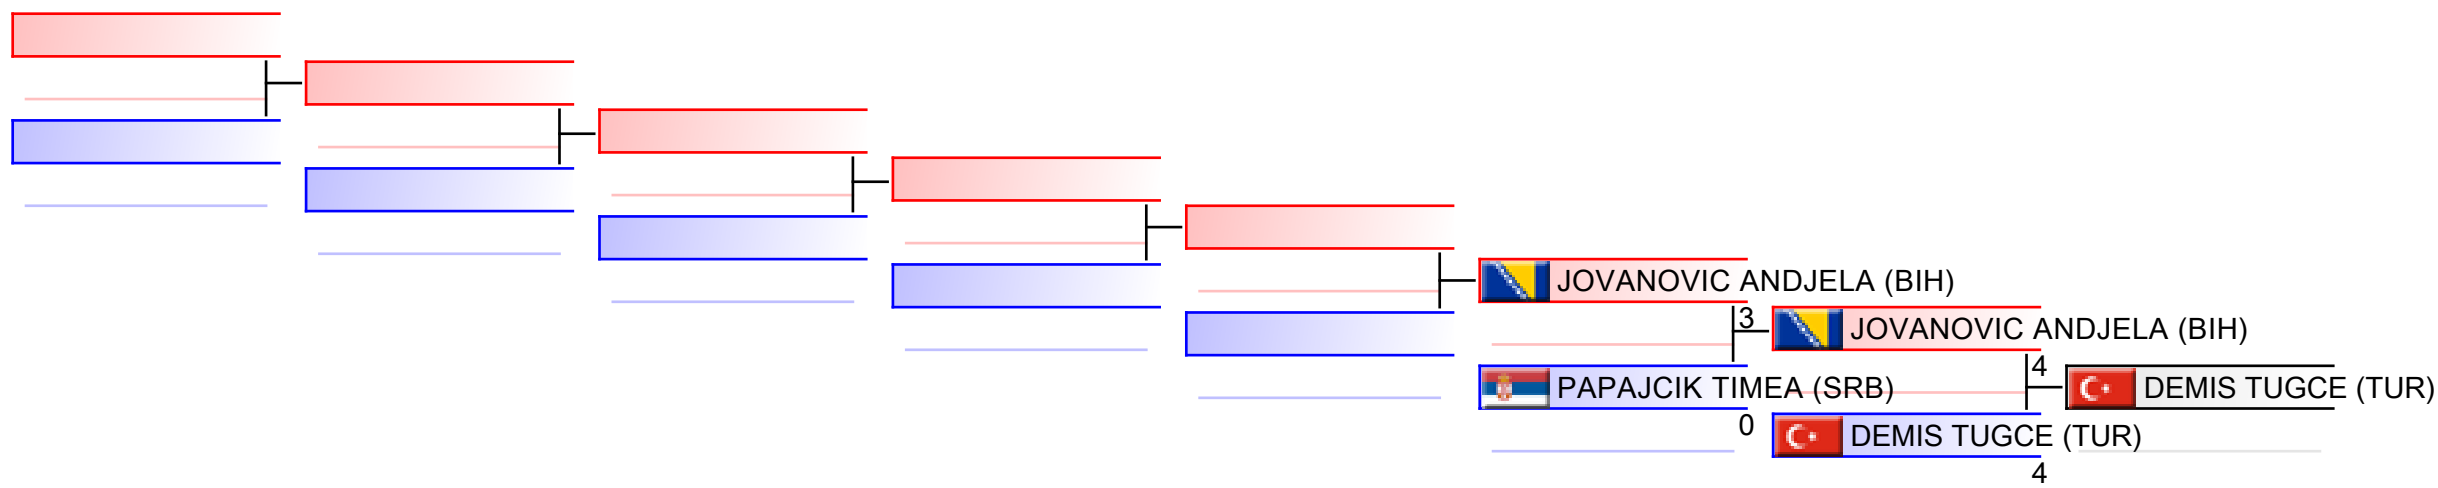 JOVANOVIC ANDJELA (BIH)
3
JOVANOVIC ANDJELA (BIH)
4
PAPAJCIK TIMEA (SRB)
DEMIS TUGCE (TUR)
0
DEMIS TUGCE (TUR)
4